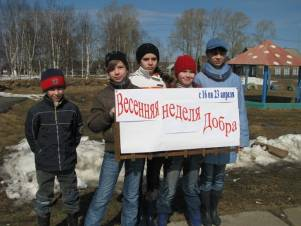 с 16 по 23 апреля
Весенняя неделя
Добра